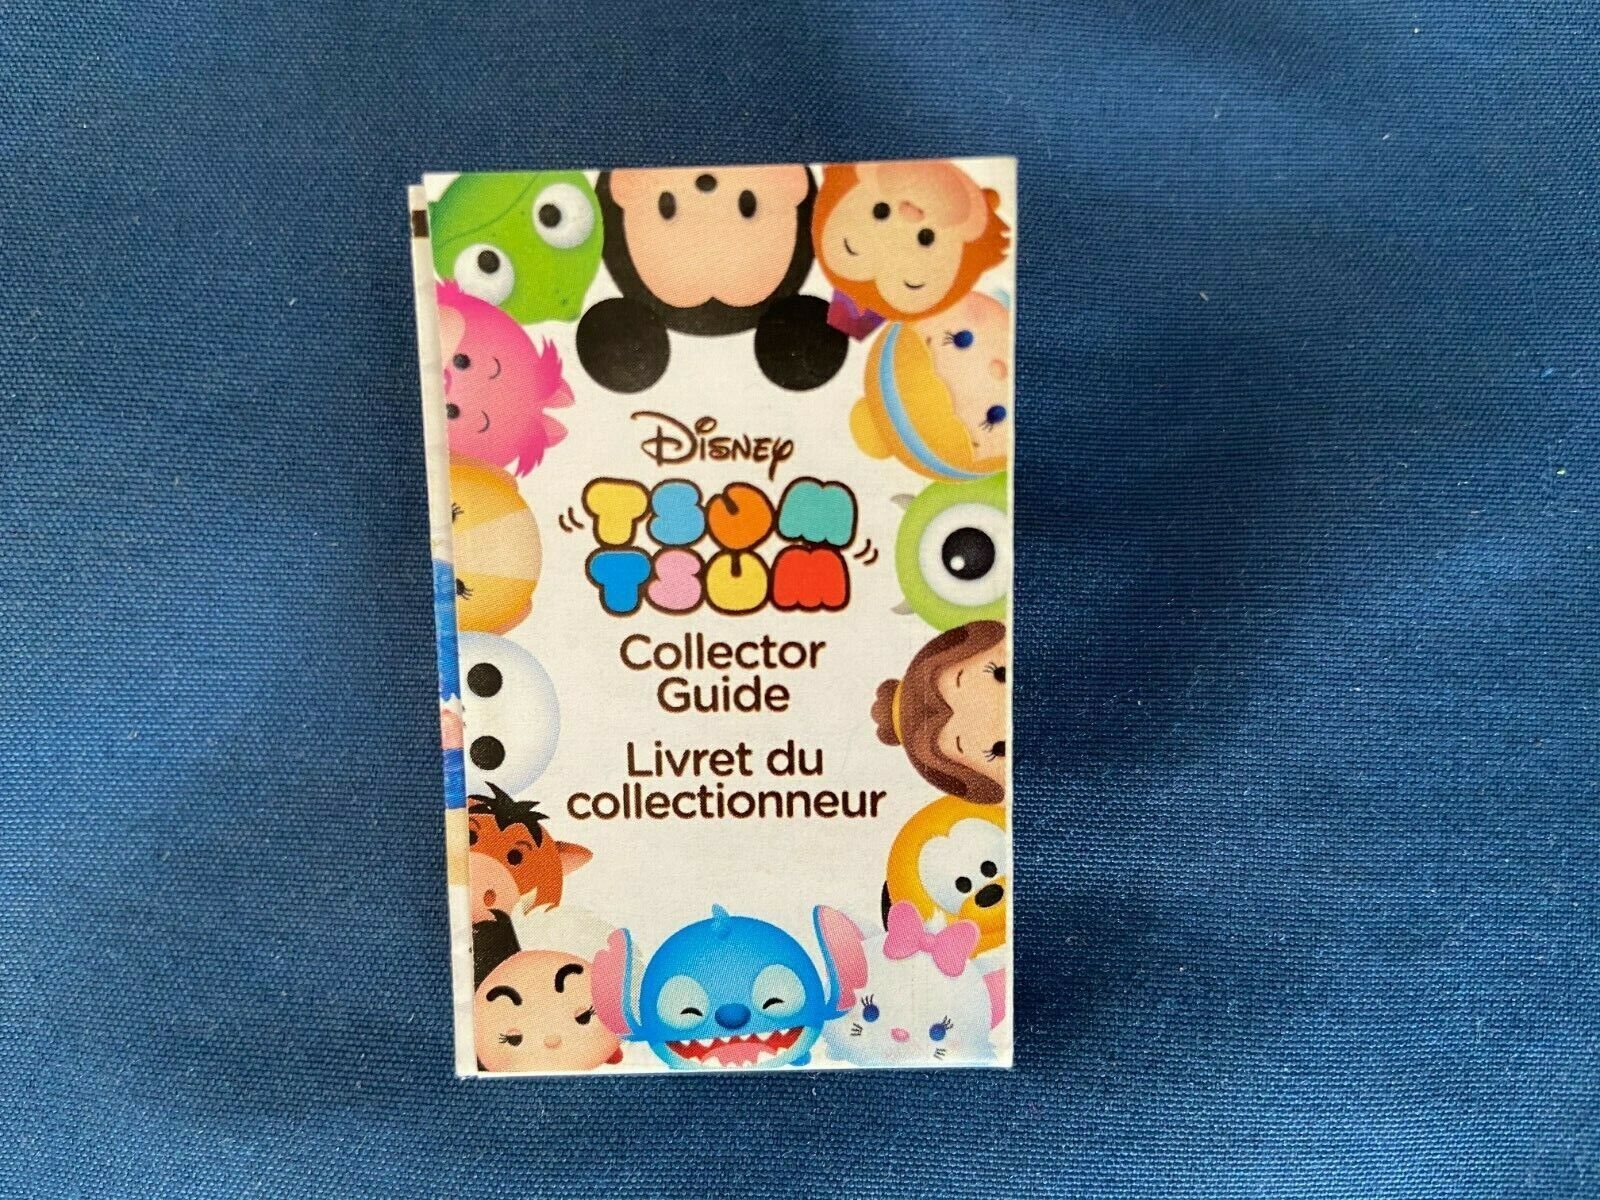 Disney
TSUM
TSUM
Collector
Guide
Livret du
collectionneur